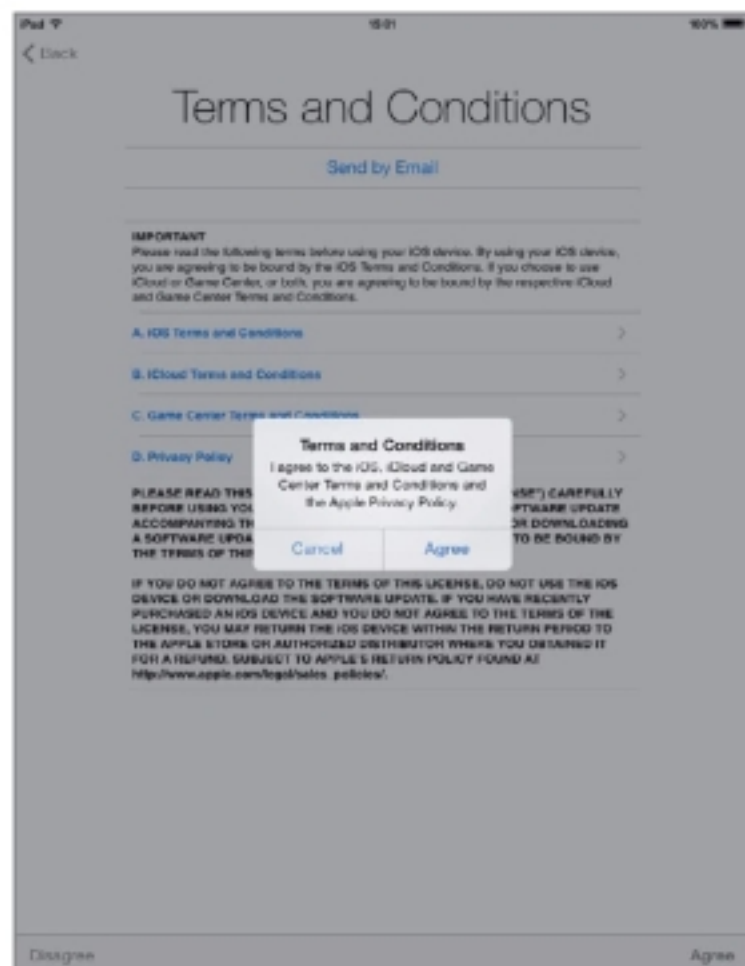 iPad 15:01 100%
Back
Terms and Conditions
Send by Email
IMPORTANT
Please read the following terms before using your iOS device. By using your iOS device,
you are agreeing to be bound by the iOS Terms and Conditions. If you choose to use
iCloud or Game Center, or both, you are agreeing to be bound by the respective iCloud
and Game Center Terms and Conditions.
A. iOS Terms and Conditions
B. iCloud Terms and Conditions
C. Game Center Terms and Conditions
D. Privacy Policy
Terms and Conditions
I agree to the iOS, iCloud and Game
Center Terms and Conditions and
the Apple Privacy Policy.
Cancel Agree
PLEASE READ THIS CAREFULLY
BEFORE USING SOFTWARE UPDATE
ACCOMPANYING OR DOWNLOADING
A SOFTWARE TO BE BOUND BY
THE TERMS OF
IF YOU DO NOT AGREE TO THE TERMS OF THIS LICENSE, DO NOT USE THE iOS
DEVICE OR DOWNLOAD THE SOFTWARE UPDATE. IF YOU HAVE RECENTLY
PURCHASED AN iOS DEVICE AND YOU DO NOT AGREE TO THE TERMS OF THE
LICENSE, YOU MAY RETURN THE iOS DEVICE WITHIN THE RETURN PERIOD TO
THE APPLE STORE OR AUTHORIZED DISTRIBUTOR WHERE YOU OBTAINED IT
FOR A REFUND, SUBJECT TO APPLE'S RETURN POLICY FOUND AT
http://www.apple.com/legal/sales_policies/.
Disagree Agree